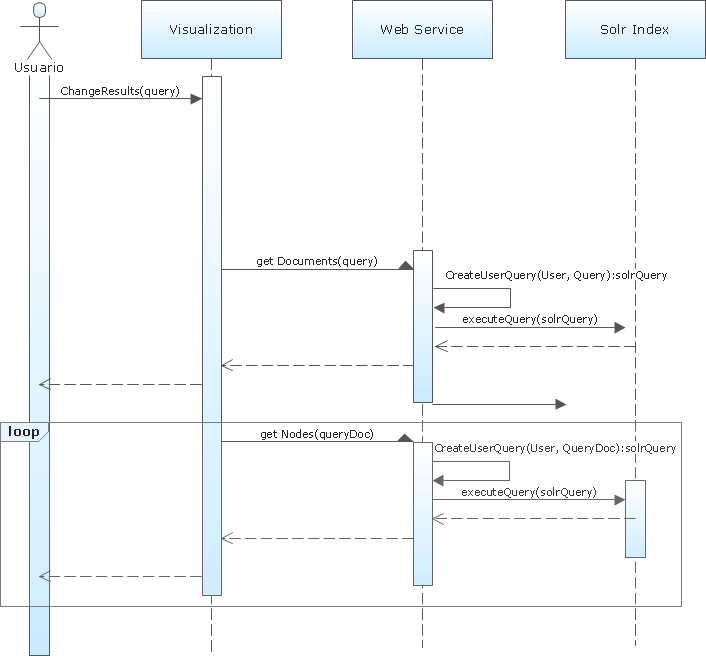 Visualization
Web Service
Solr Index
Usuario
ChangeResults(query)
get Documents(query)
CreateUserQuery(User, Query):solrQuery
executeQuery(solrQuery)
loop
get Nodes(queryDoc)
CreateUserQuery(User, QueryDoc):solrQuery
executeQuery(solrQuery)